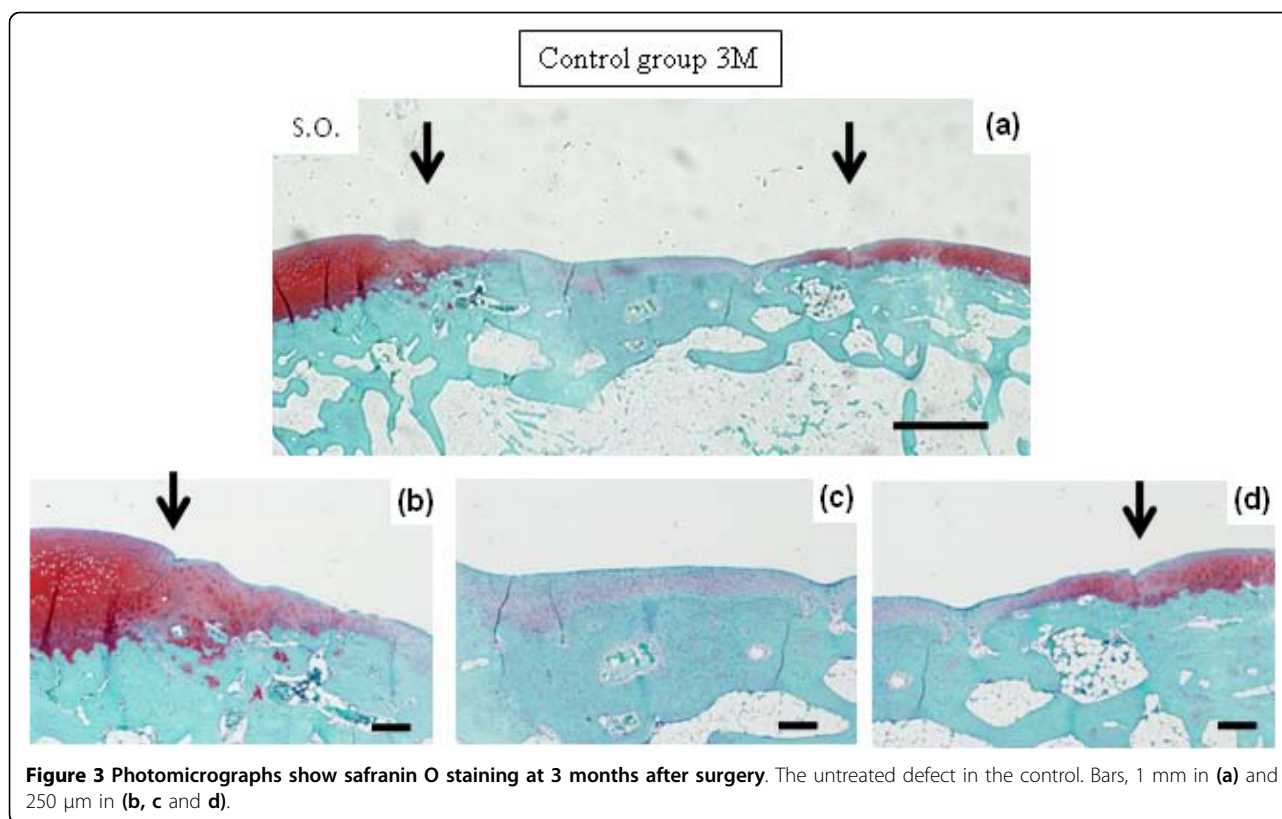 Control group 3M
S.O.
(a)
(b)
(c)
(d)
Figure 3 Photomicrographs show safranin O staining at 3 months after surgery. The untreated defect in the control. Bars, 1 mm in (a) and
250 μm in (b, c and d).